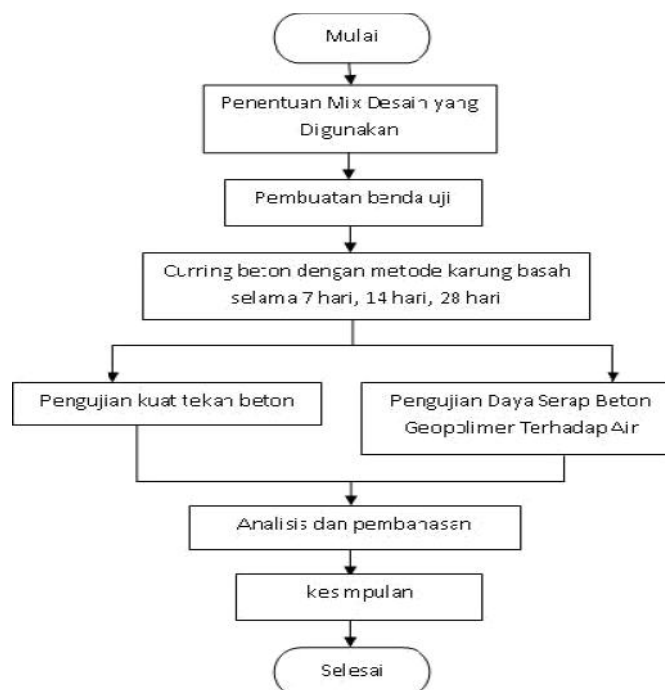 Mulai
Penentuan Mix Desain yang
Digunakan
Pembuatan benda uji
Curring beton dengan metode karung basah
selama 7 hari, 14 hari, 28 hari
Pengujian kuat tekan beton
Pengujian Daya Serap Beton
Geopolimer Terhadap Air
Analisis dan pembahasan
kesimpulan
Selesai